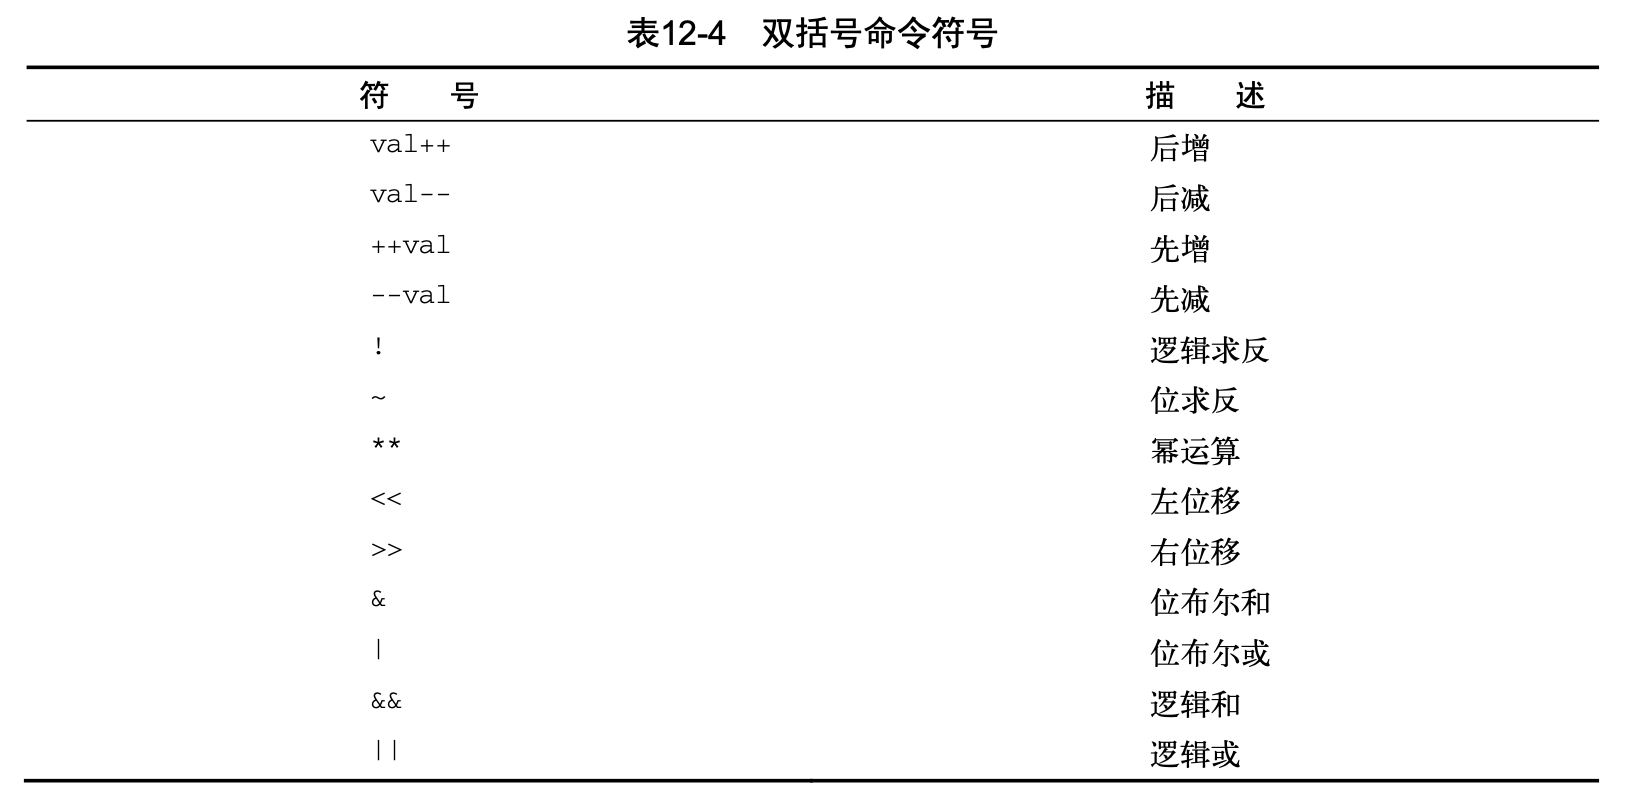 表12-4 双括号命令符号
符 号 描 述
val++ 后增
val-- 后减
++val 先增
--val 先减
! 逻辑求反
~ 位求反
** 幂运算
<< 左位移
>> 右位移
& 位布尔和
| 位布尔或
&& 逻辑和
|| 逻辑或